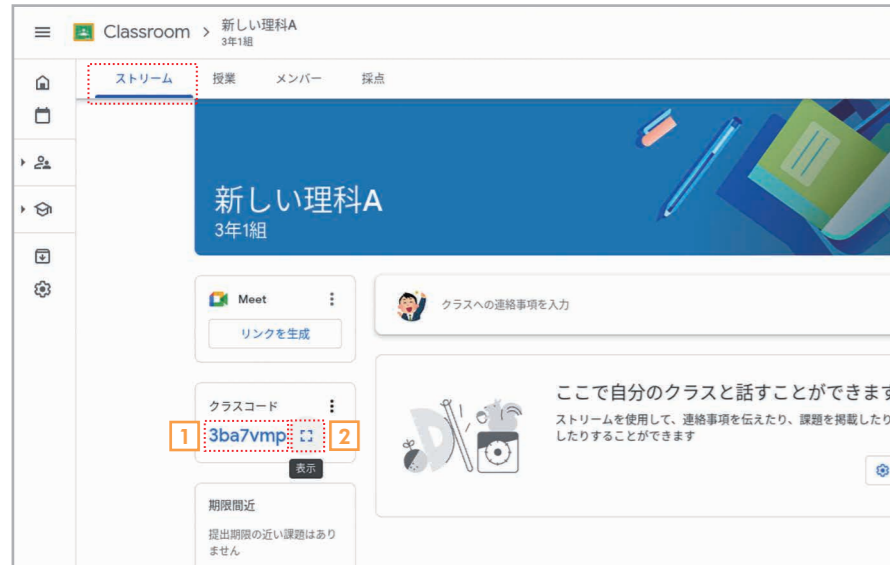 Classroom > 新しい理科A
3年1組
ストリーム 授業 メンバー 採点
新しい理科A
3年1組
Meet
リンクを生成
クラスへの連絡事項を入力
クラスコード
1 3ba7vmp 2
表示
ここで自分のクラスと話すことができます
ストリームを使用して、連絡事項を伝えたり、課題を掲載したり
したりすることができます
期限間近
提出期限の近い課題はあり
ません